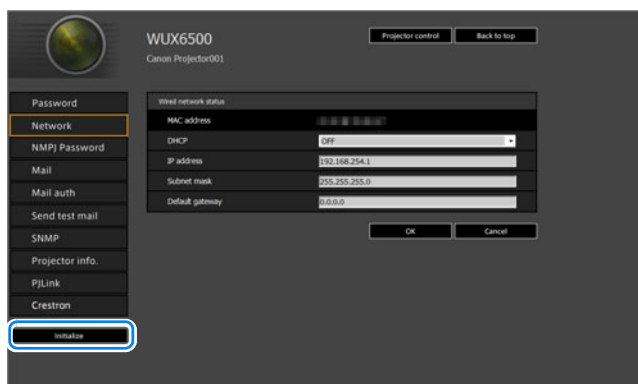 WUX6500
Canon Projector001
Projector control
Back to top
Password
Network
NMPJ Password
Mail
Mail auth
Send test mail
SNMP
Projector info.
PJLink
Crestron
Initialize
Wired network status
MAC address
DHCP OFF
IP address 192.168.254.1
Subnet mask 255.255.255.0
Default gateway 0.0.0.0
OK
Cancel